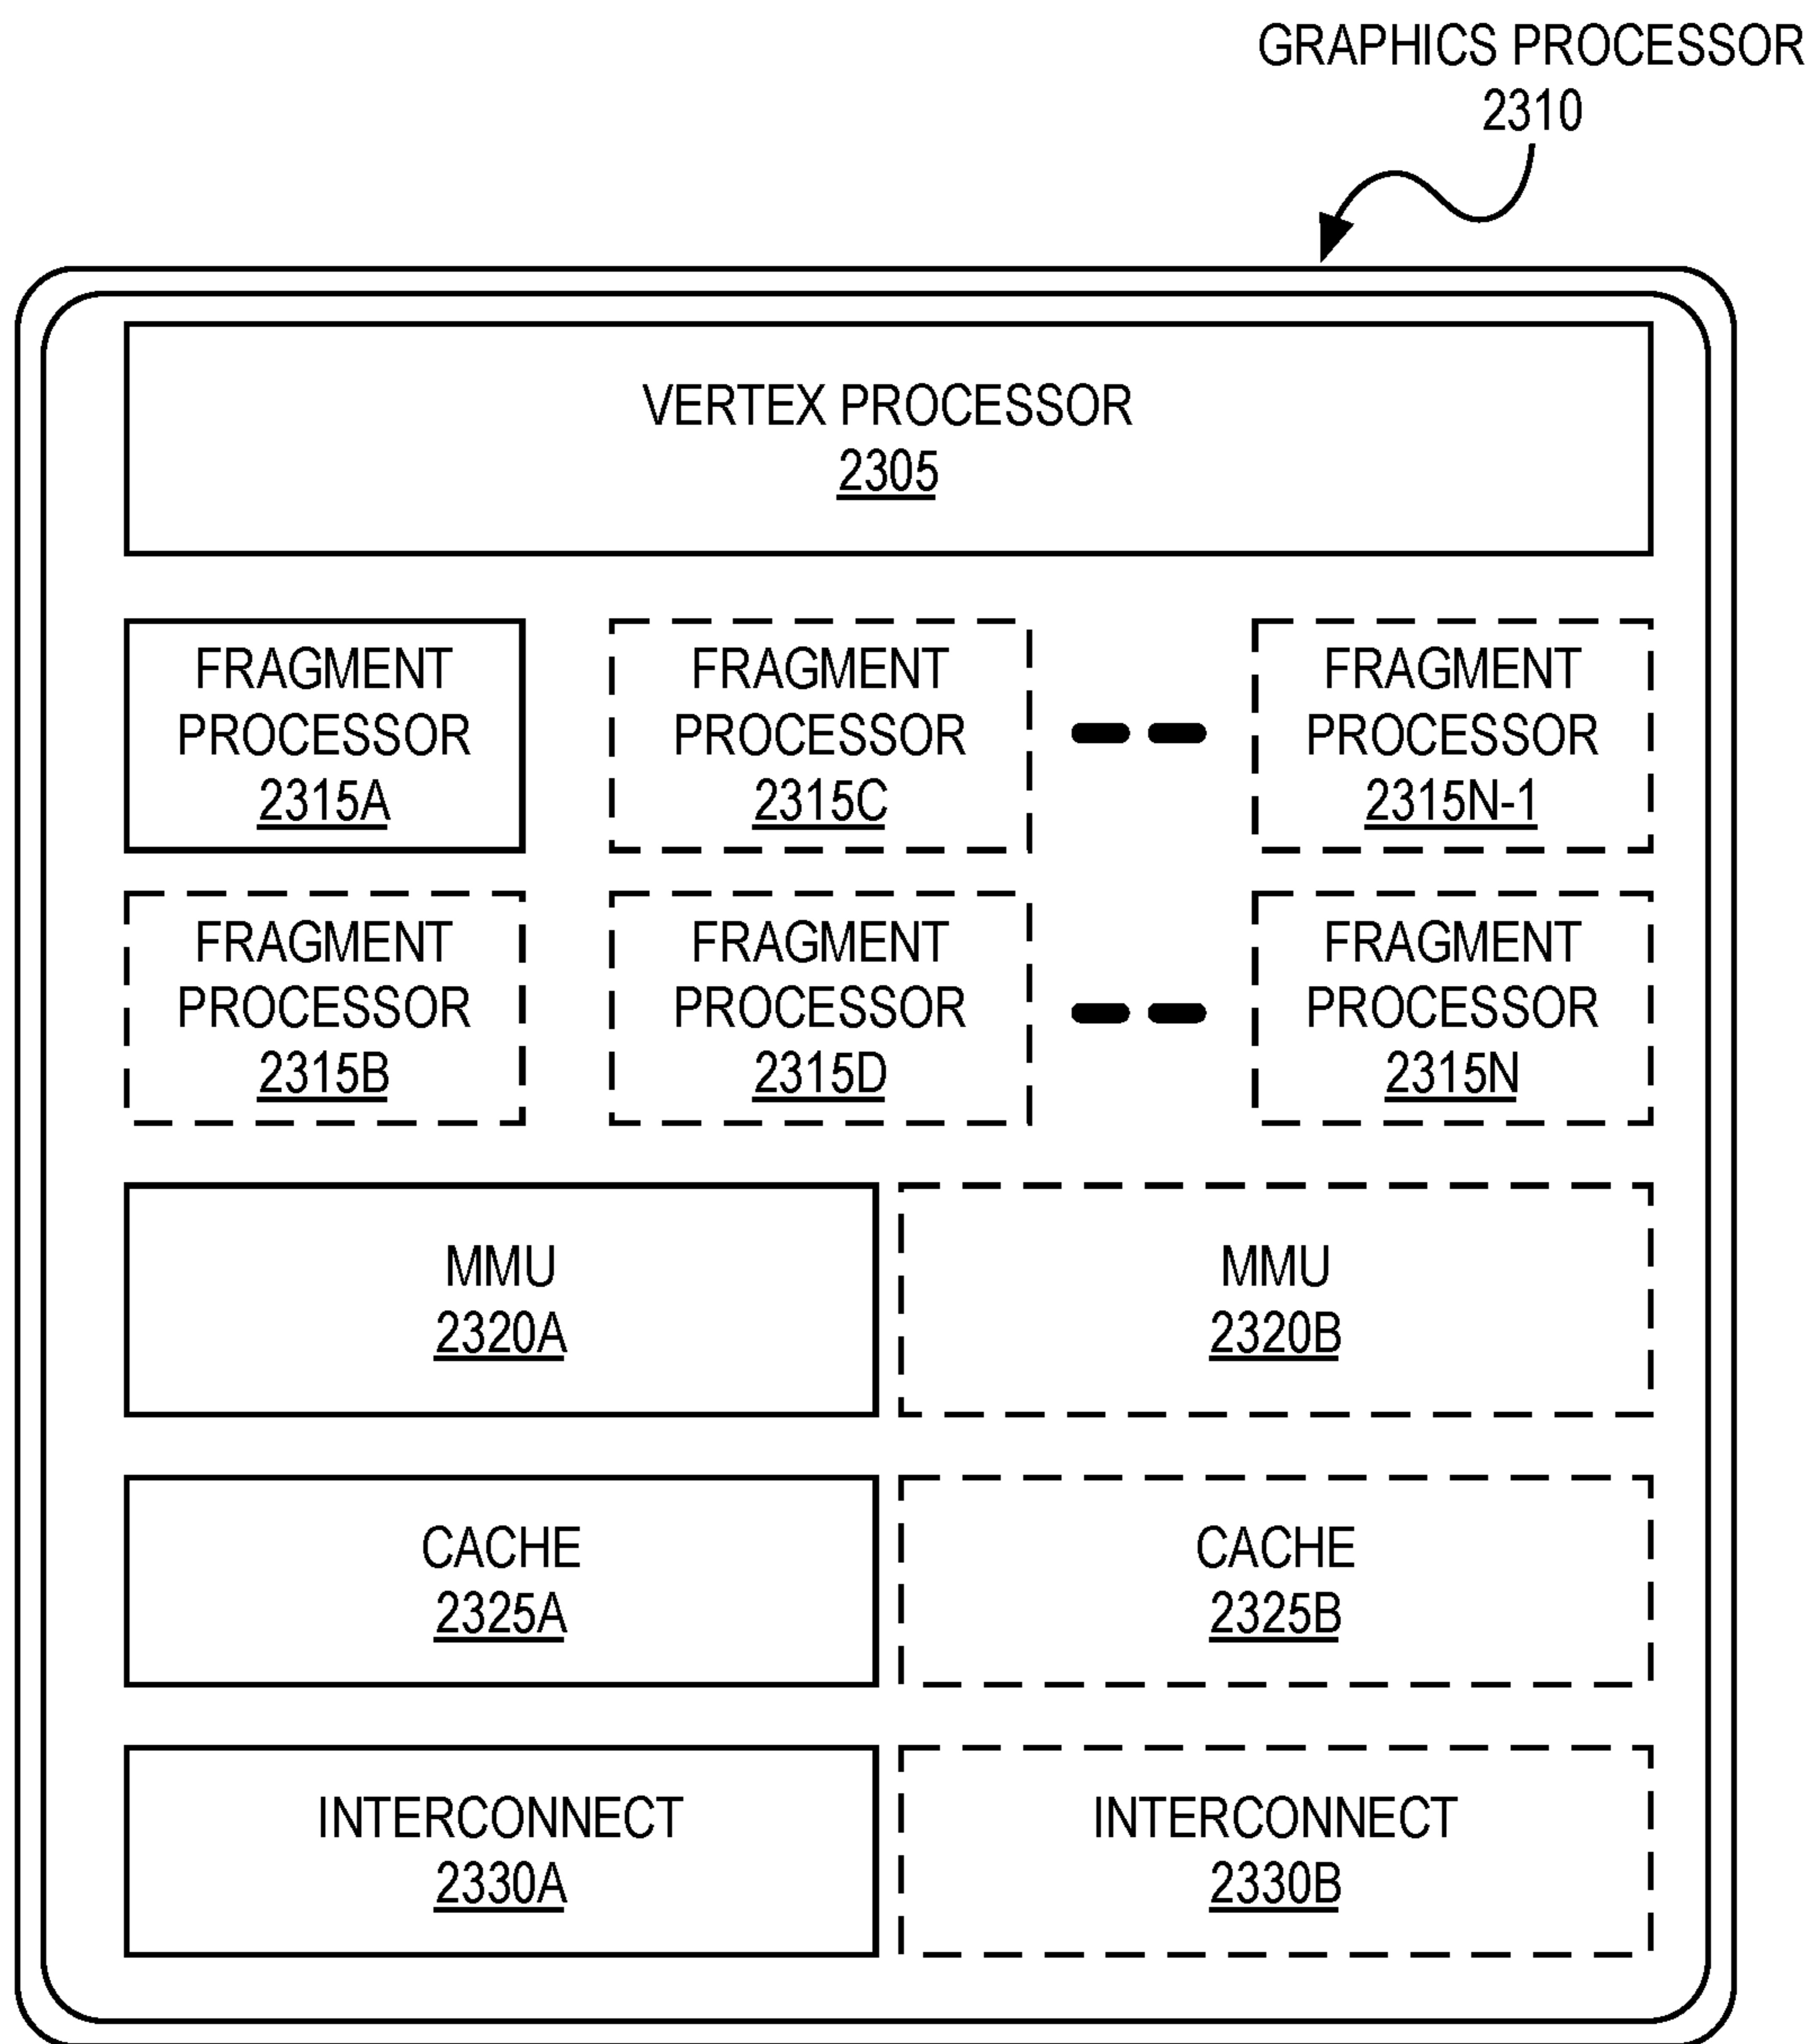 GRAPHICS PROCESSOR
2310
VERTEX PROCESSOR
2305
FRAGMENT
PROCESSOR
2315A
FRAGMENT
PROCESSOR
2315C
FRAGMENT
PROCESSOR
2315N-1
FRAGMENT
PROCESSOR
2315B
FRAGMENT
PROCESSOR
2315D
FRAGMENT
PROCESSOR
2315N
MMU
2320A
MMU
2320B
CACHE
2325A
CACHE
2325B
INTERCONNECT
2330A
INTERCONNECT
2330B